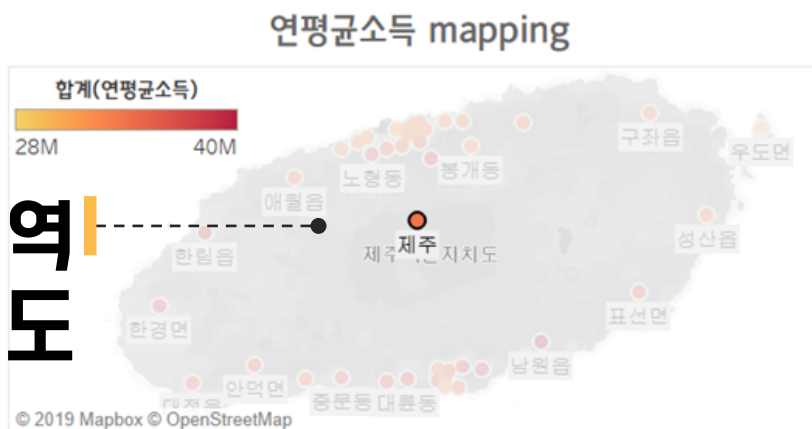 연평균소득 mapping
합계(연평균소득)
28M 40M
구좌읍
우도면
노형동
봉개동
애월읍
제주
성산읍
한림읍
표선면
한경면
남원읍
안덕면
대정읍
중문동 대륜동
© 2019 Mapbox © OpenStreetMap